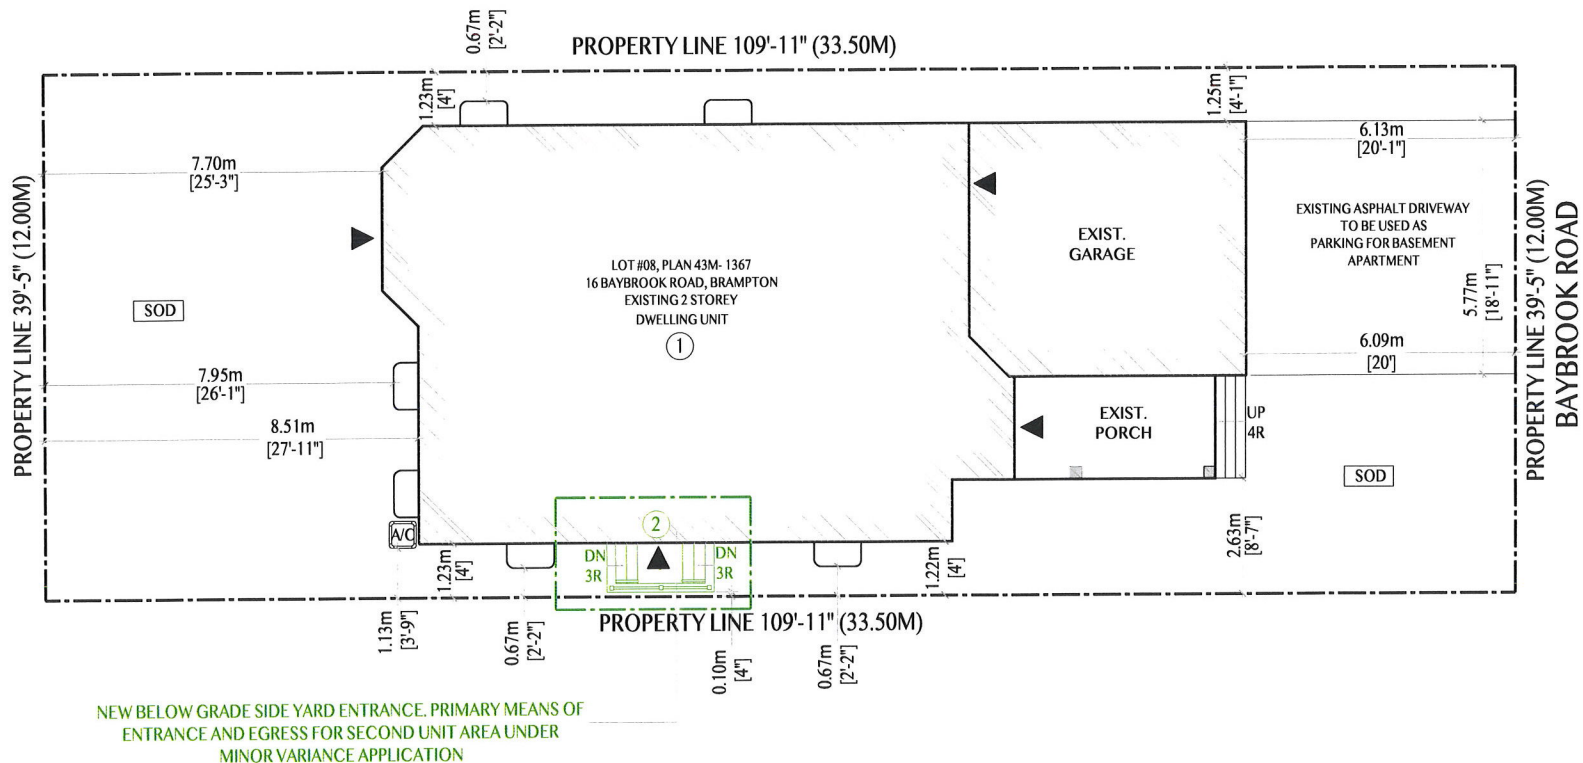 0.67m
[2'-2"]
PROPERTY LINE 109'-11" (33.50M)
1.23m
[4']
1.25m
[4'-1"]
6.13m
[20'-1"]
7.70m
[25'-3"]
PROPERTY LINE 39'-5" (12.00M)
EXISTING ASPHALT DRIVEWAY
TO BE USED AS
PARKING FOR BASEMENT
APARTMENT
EXIST.
GARAGE
LOT #08, PLAN 43M- 1367
16 BAYBROOK ROAD, BRAMPTON
EXISTING 2 STOREY
DWELLING UNIT
1
SOD
5.77m
[18'-11"]
PROPERTY LINE 39'-5" (12.00M)
BAYBROOK ROAD
6.09m
[20']
7.95m
[26'-1"]
8.51m
[27'-11"]
EXIST.
PORCH
UP
4R
SOD
A/C
2
DN
3R
DN
3R
1.23m
[4']
1.22m
[4']
2.63m
[8'-7"]
PROPERTY LINE 109'-11" (33.50M)
1.13m
[3'-9"]
0.67m
[2'-2"]
0.10m
[4"]
0.67m
[2'-2"]
NEW BELOW GRADE SIDE YARD ENTRANCE. PRIMARY MEANS OF
ENTRANCE AND EGRESS FOR SECOND UNIT AREA UNDER
MINOR VARIANCE APPLICATION